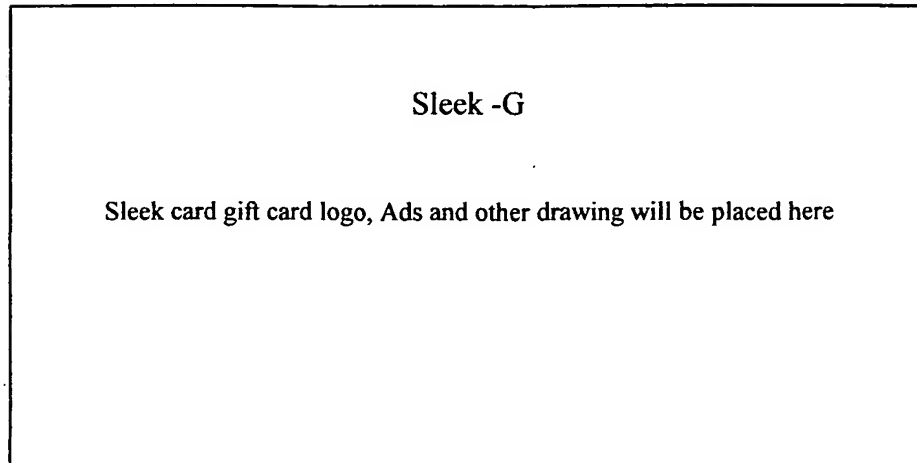 Sleek -G
Sleek card gift card logo, Ads and other drawing will be placed here